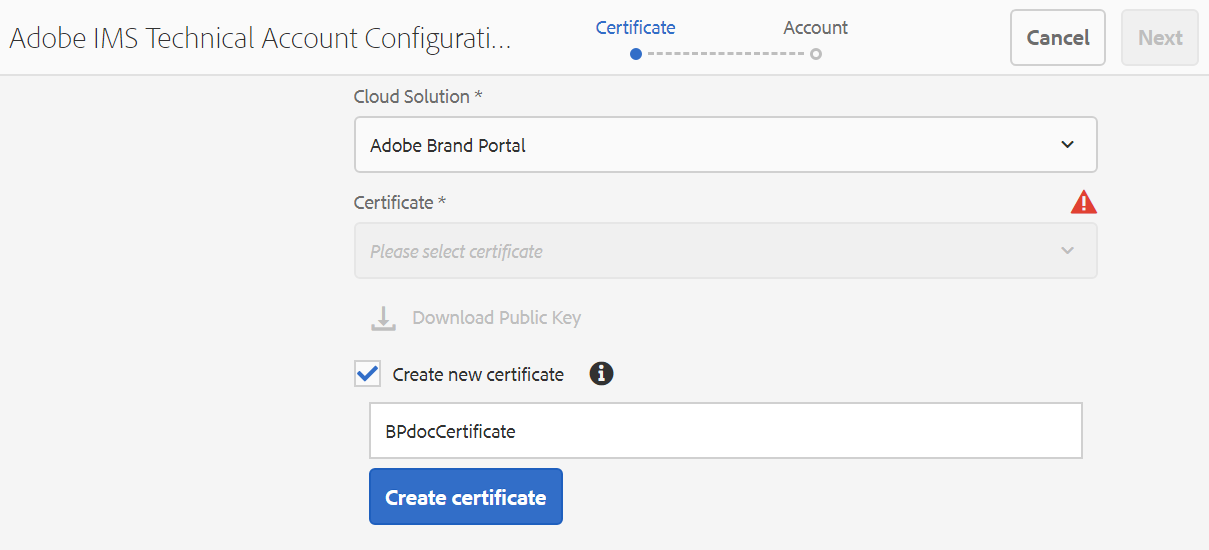 Adobe IMS Technical Account Configurati...
Certificate
Account
Cancel
Next
Cloud Solution *
Adobe Brand Portal
Certificate *
Please select certificate
Download Public Key
Create new certificate
BPdocCertificate
Create certificate